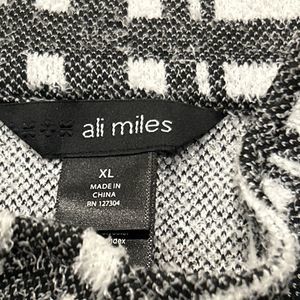 ali miles
XL
MADE IN
CHINA
RN 127304